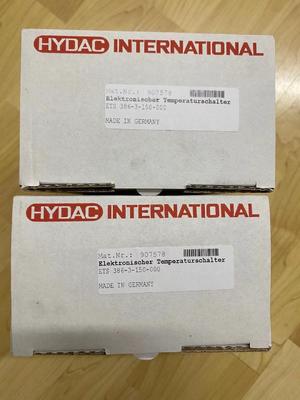 HYDAC INTERNATIONAL
Mat.Nr.: 907578
Elektronischer Temperaturschalter
ETS 386-3-150-000
MADE IN GERMANY
HYDAC INTERNATIONAL
Mat.Nr.: 907578
Elektronischer Temperaturschalter
ETS 386-3-150-000
MADE IN GERMANY